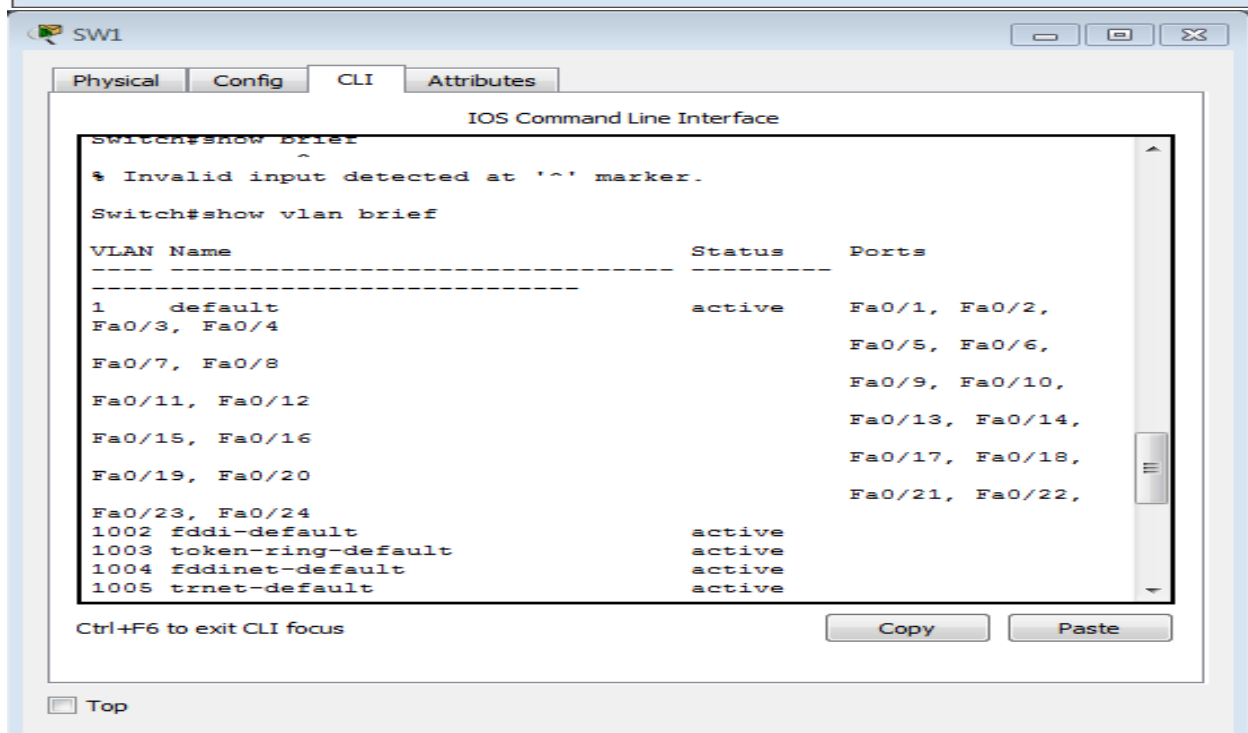 SW1
Physical Config CLI Attributes
IOS Command Line Interface
Switch#show brief
^
% Invalid input detected at '^' marker.
Switch#show vlan brief
VLAN Name Status Ports
---- -------------------------------- ---------
-------------------------------
1 default active Fa0/1, Fa0/2,
Fa0/3, Fa0/4
Fa0/5, Fa0/6,
Fa0/7, Fa0/8
Fa0/9, Fa0/10,
Fa0/11, Fa0/12
Fa0/13, Fa0/14,
Fa0/15, Fa0/16
Fa0/17, Fa0/18,
Fa0/19, Fa0/20
Fa0/21, Fa0/22,
Fa0/23, Fa0/24
1002 fddi-default active
1003 token-ring-default active
1004 fddinet-default active
1005 trnet-default active
Ctrl+F6 to exit CLI focus
Copy Paste
Top